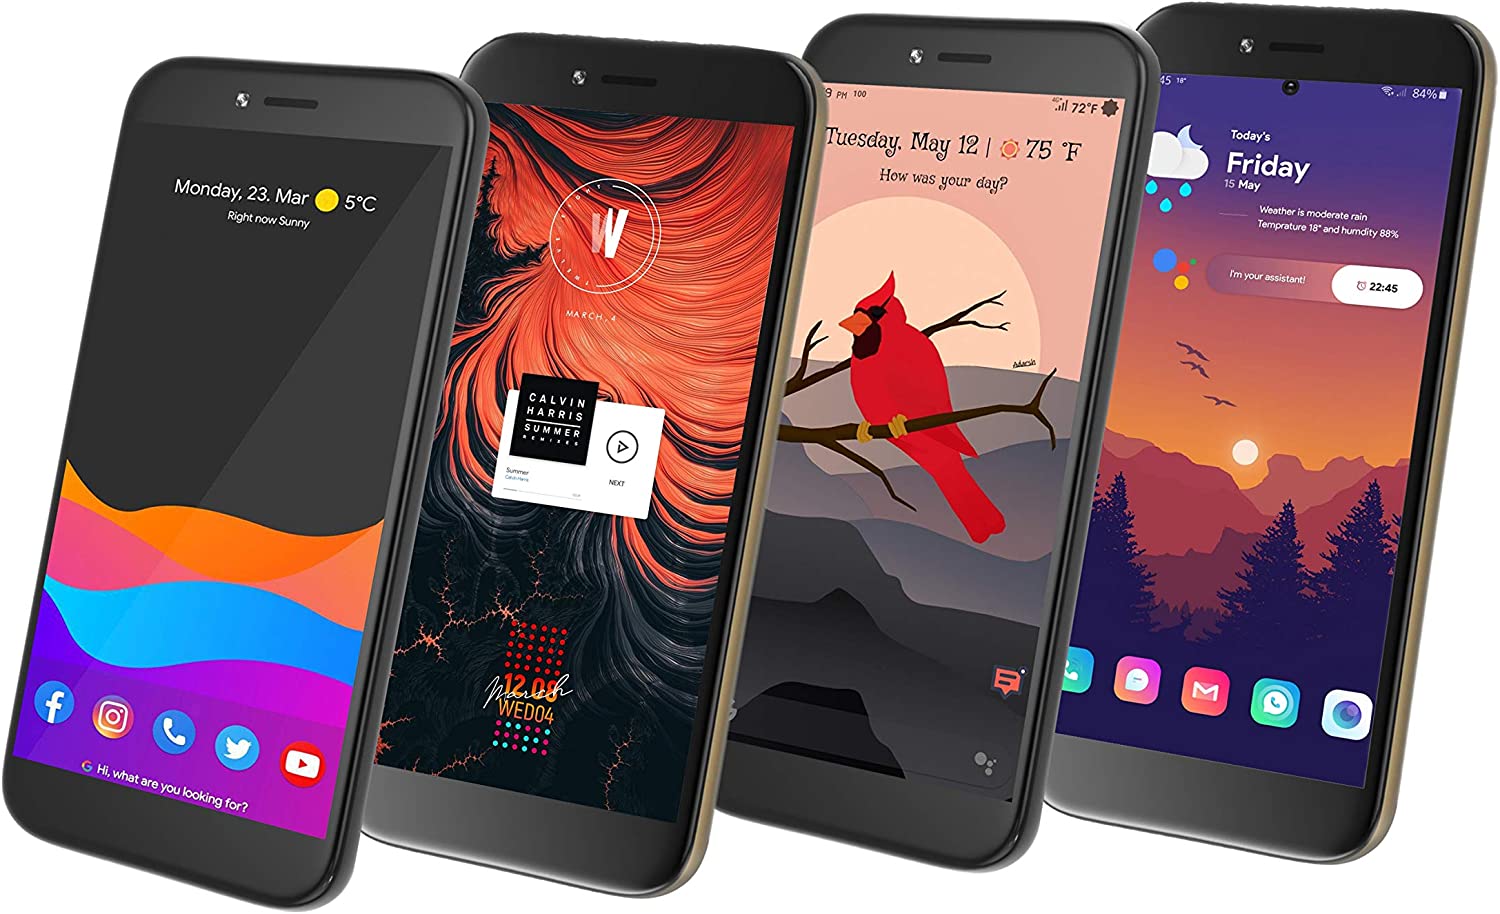 Monday, 23. Mar 5°C
Right now Sunny
G Hi, what are you looking for?
W
MARCH, 4
CALVIN
HARRIS
SUMMER
REMIXES
Summer
Calvin Harris
NEXT
12 08
March
WED04
9 PM 100
4G 72°F
Tuesday, May 12 | 75 °F
How was your day?
Adarsh
45 18°
84%
Today's
Friday
15 May
Weather is moderate rain
Temprature 18° and humdity 88%
I'm your assistant!
22:45